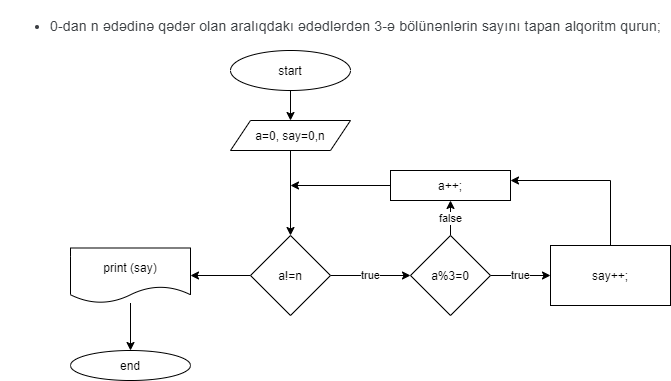 • 0-dan n ədədinə qədər olan aralıqdakı ədədlərdən 3-ə bölünənlərin sayını tapan alqoritm qurun;
start
a=0, say=0,n
a++;
false
print (say)
a!=n
true
a%3=0
true
say++;
end